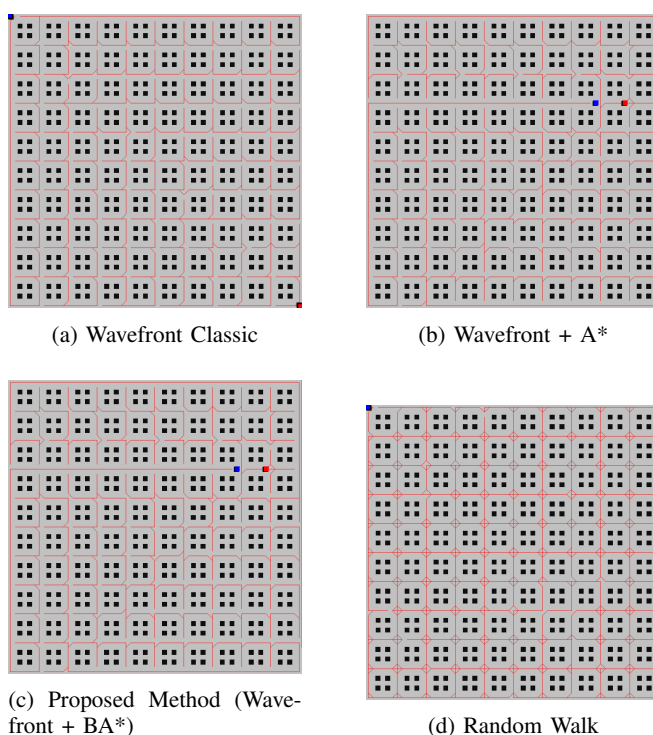 (a) Wavefront Classic
(b) Wavefront + A*
(c) Proposed Method (Wave-
front + BA*)
(d) Random Walk